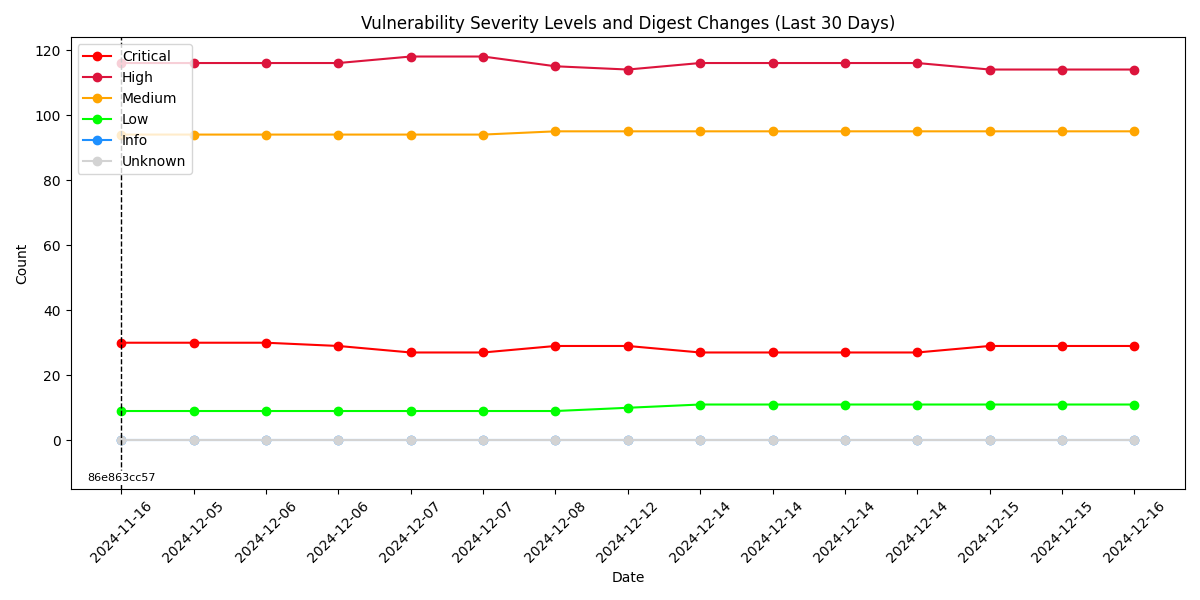 Vulnerability Severity Levels and Digest Changes (Last 30 Days)
120
100
80
60
40
20
0
Count
Critical
High
Medium
Low
Info
Unknown
86e863cc57
2024-11-16
2024-12-05
2024-12-06
2024-12-06
2024-12-07
2024-12-07
2024-12-08
2024-12-12
2024-12-14
2024-12-14
2024-12-14
2024-12-14
2024-12-15
2024-12-15
2024-12-16
Date